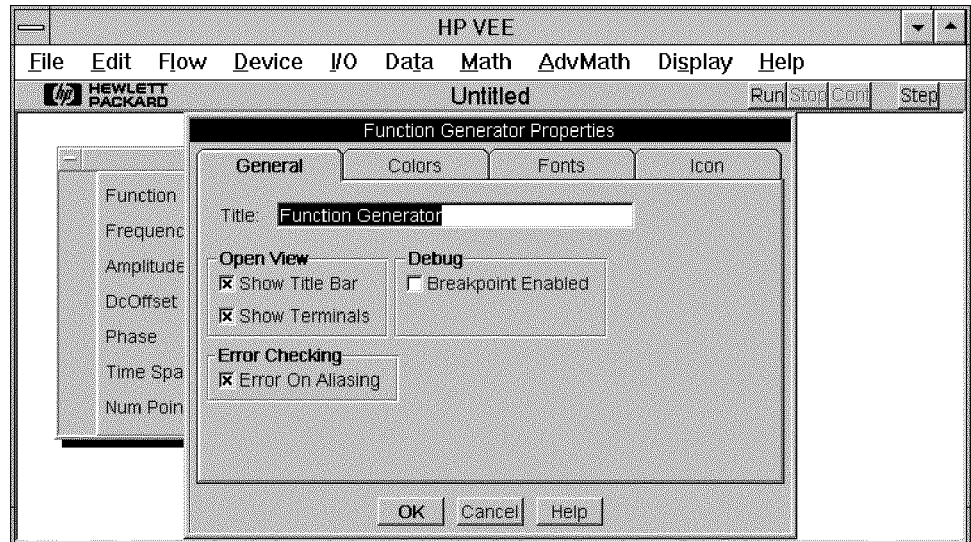 HP VEE
File Edit Flow Device I/O Data Math AdvMath Display Help
hp HEWLETT PACKARD Untitled Run Stop Cont Step
Function Generator Properties
General Colors Fonts Icon
Function
Frequenc
Amplitude
DcOffset
Phase
Time Spa
Num Poin
Title: Function Generator
Open View
Show Title Bar
Show Terminals
Debug
Breakpoint Enabled
Error Checking
Error On Aliasing
OK Cancel Help